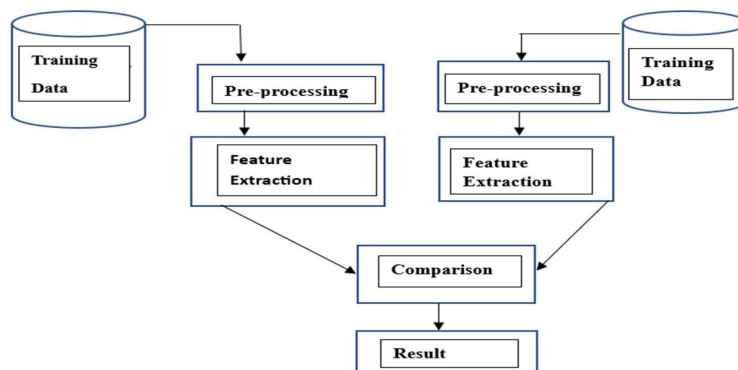 Training
Data
Pre-processing
Feature
Extraction
Training
Data
Pre-processing
Feature
Extraction
Comparison
Result